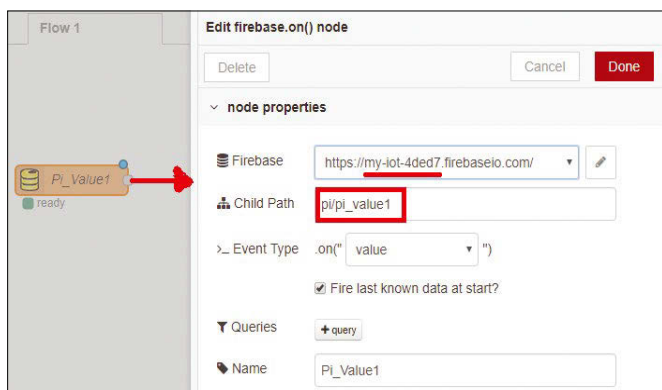 Flow 1
Edit firebase.on() node
Delete
Cancel
Done
node properties
Pi_Value1
ready
Firebase
https://my-iot-4ded7.firebaseio.com/
Child Path
pi/pi_value1
>_ Event Type
.on("
value
")
Fire last known data at start?
Queries
+query
Name
Pi_Value1